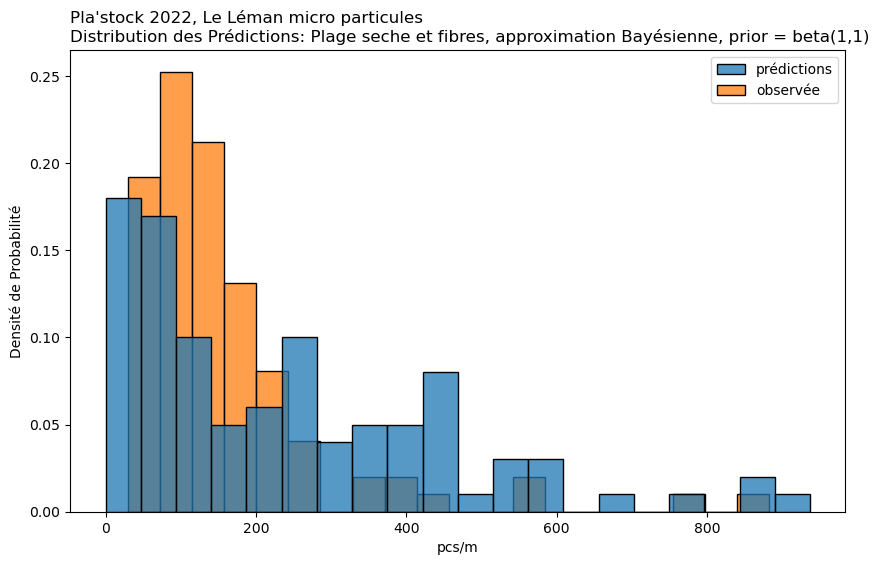 Pla'stock 2022, Le Léman micro particules
Distribution des Prédictions: Plage seche et fibres, approximation Bayésienne, prior = beta(1,1)
prédictions
observée
Densité de Probabilité
0.25
0.20
0.15
0.10
0.05
0.00
0 200 400 600 800
pcs/m